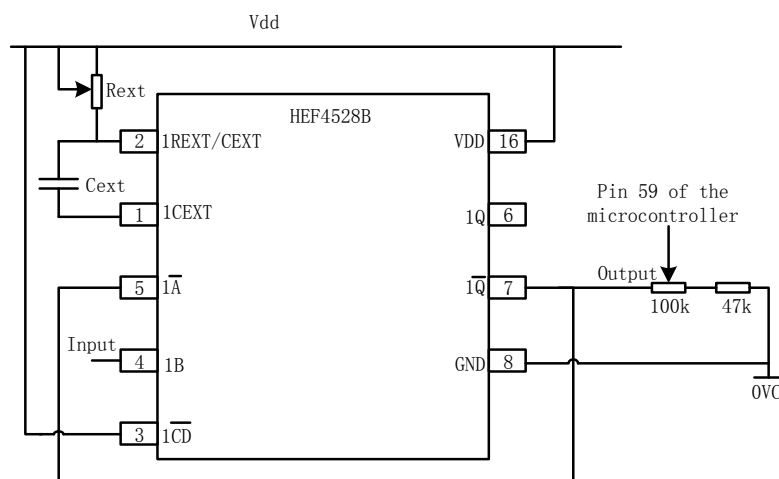 Vdd
Rext
HEF4528B
2
1REXT/CEXT
VDD
16
Cext
Pin 59 of the
microcontroller
1
1CEXT
1Q
6
Output
5
1A
1Q
7
100k
47k
Input
4
1B
GND
8
0VC
3
1CD